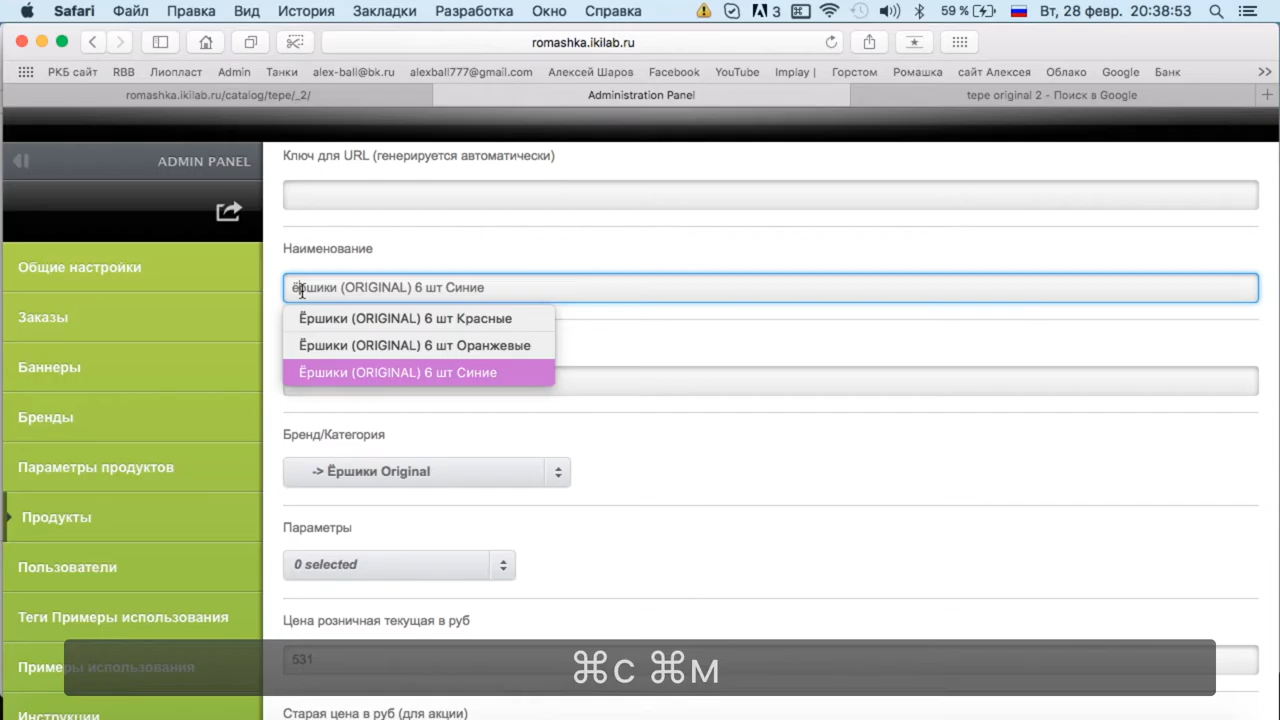 Safari Файл Правка Вид История Закладки Разработка Окно Справка 3 59 % Вт, 28 февр. 20:38:53
romashka.ikilab.ru
РКБ сайт RBB Лиопласт Admin Танки alex-ball@bk.ru alexball777@gmail.com Алексей Шаров Facebook YouTube Implay | Горстом Ромашка сайт Алексея Облако Google Банк >>
romashka.ikilab.ru/catalog/tepe/_2/ Administration Panel tepe original 2 - Поиск в Google +
ADMIN PANEL
Общие настройки
Заказы
Баннеры
Бренды
Параметры продуктов
Продукты
Пользователи
Теги Примеры использования
Примеры использования
Инструкции
Ключ для URL (генерируется автоматически)
Наименование
ёршики (ORIGINAL) 6 шт Синие
Ёршики (ORIGINAL) 6 шт Красные
Ёршики (ORIGINAL) 6 шт Оранжевые
Ёршики (ORIGINAL) 6 шт Синие
Бренд/Категория
-> Ёршики Original
Параметры
0 selected
Цена розничная текущая в руб
531
⌘С ⌘М
Старая цена в руб (для акции)